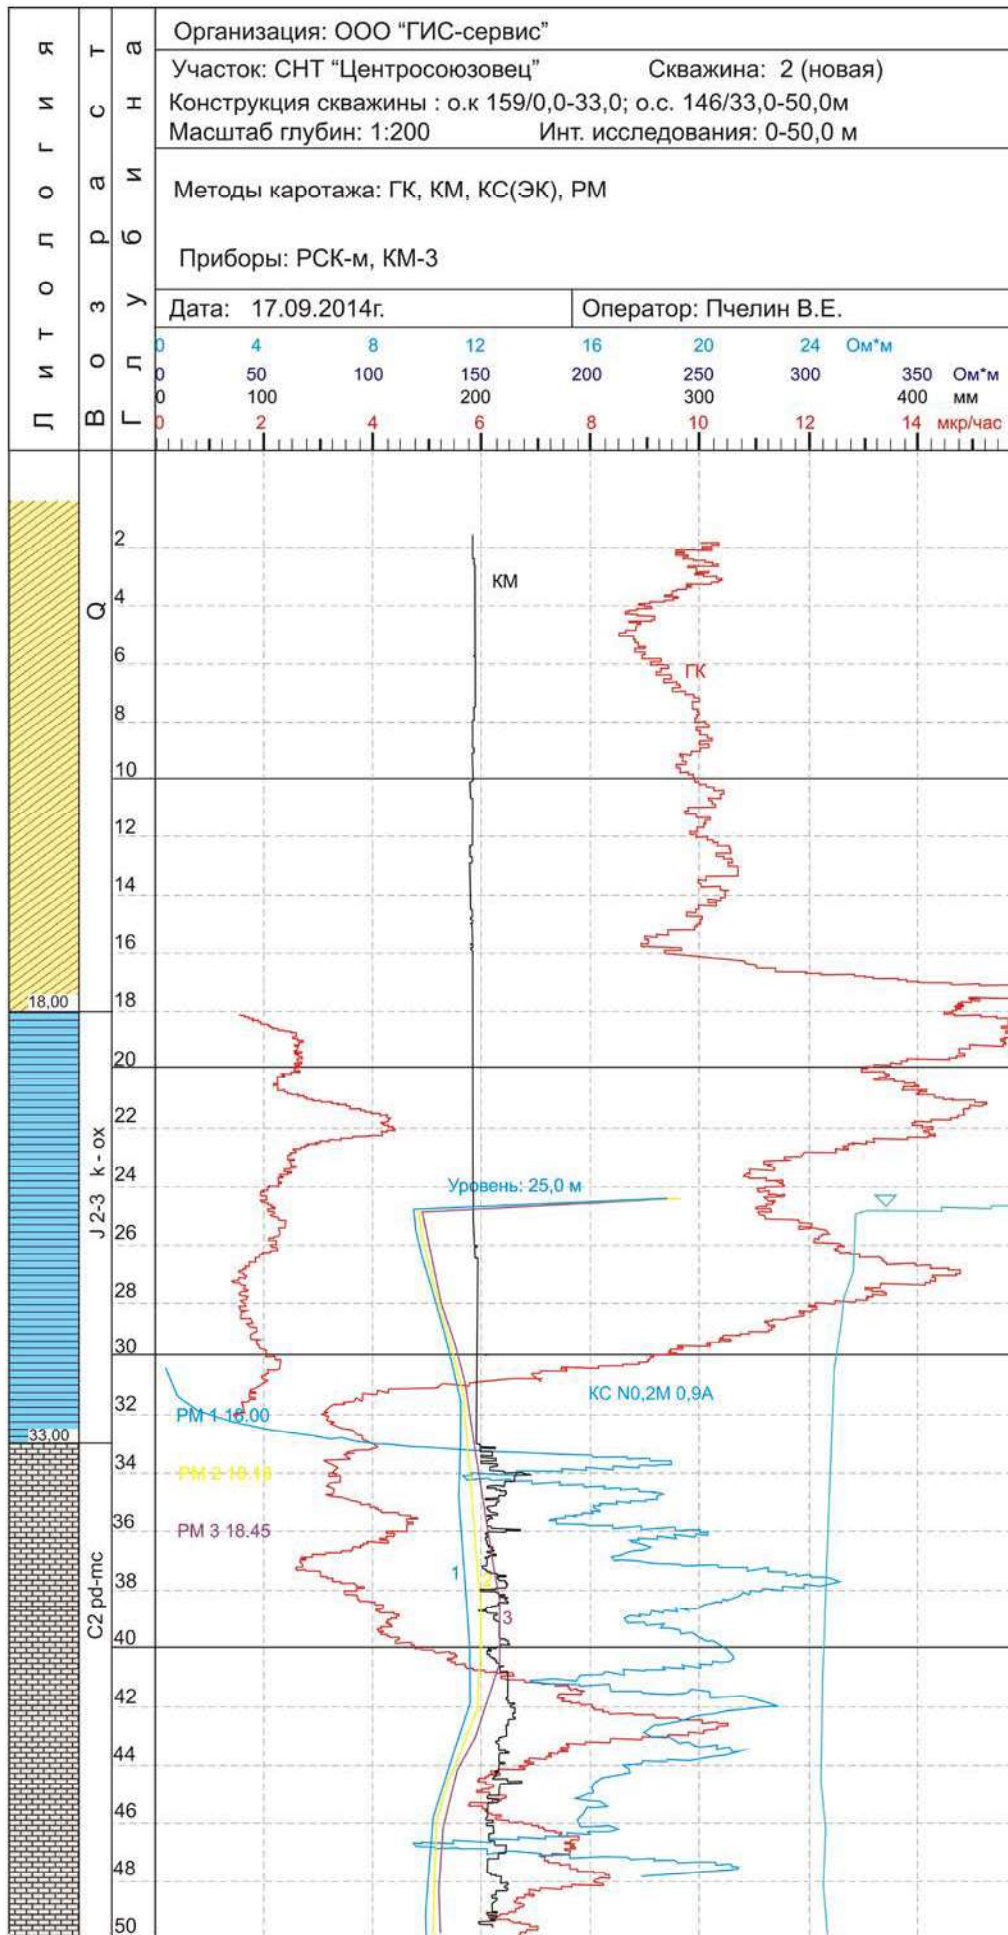 Литология
Возраст
Глубина
Организация: ООО “ГИС-сервис”
Участок: СНТ “Центросоюзовец” Скважина: 2 (новая)
Конструкция скважины : о.к 159/0,0-33,0; о.с. 146/33,0-50,0м
Масштаб глубин: 1:200 Инт. исследования: 0-50,0 м
Методы каротажа: ГК, КМ, КС(ЭК), РМ
Приборы: РСК-м, КМ-3
Дата: 17.09.2014г. Оператор: Пчелин В.Е.
0 4 8 12 16 20 24 Ом*м
0 50 100 150 200 250 300 350 Ом*м
0 100 200 300 400 мм
0 2 4 6 8 10 12 14 мкр/час
2
КМ
4
Q
6
ГК
8
10
12
14
16
18,00
18
20
22
J 2-3 k - ox
24
Уровень: 25,0 м
26
28
30
КС N0,2M 0,9A
32
РМ 1 18.00
33,00
34
РМ 2 18.15
36
РМ 3 18.45
1
2
38
C2 pd-mc
3
40
42
44
46
48
50